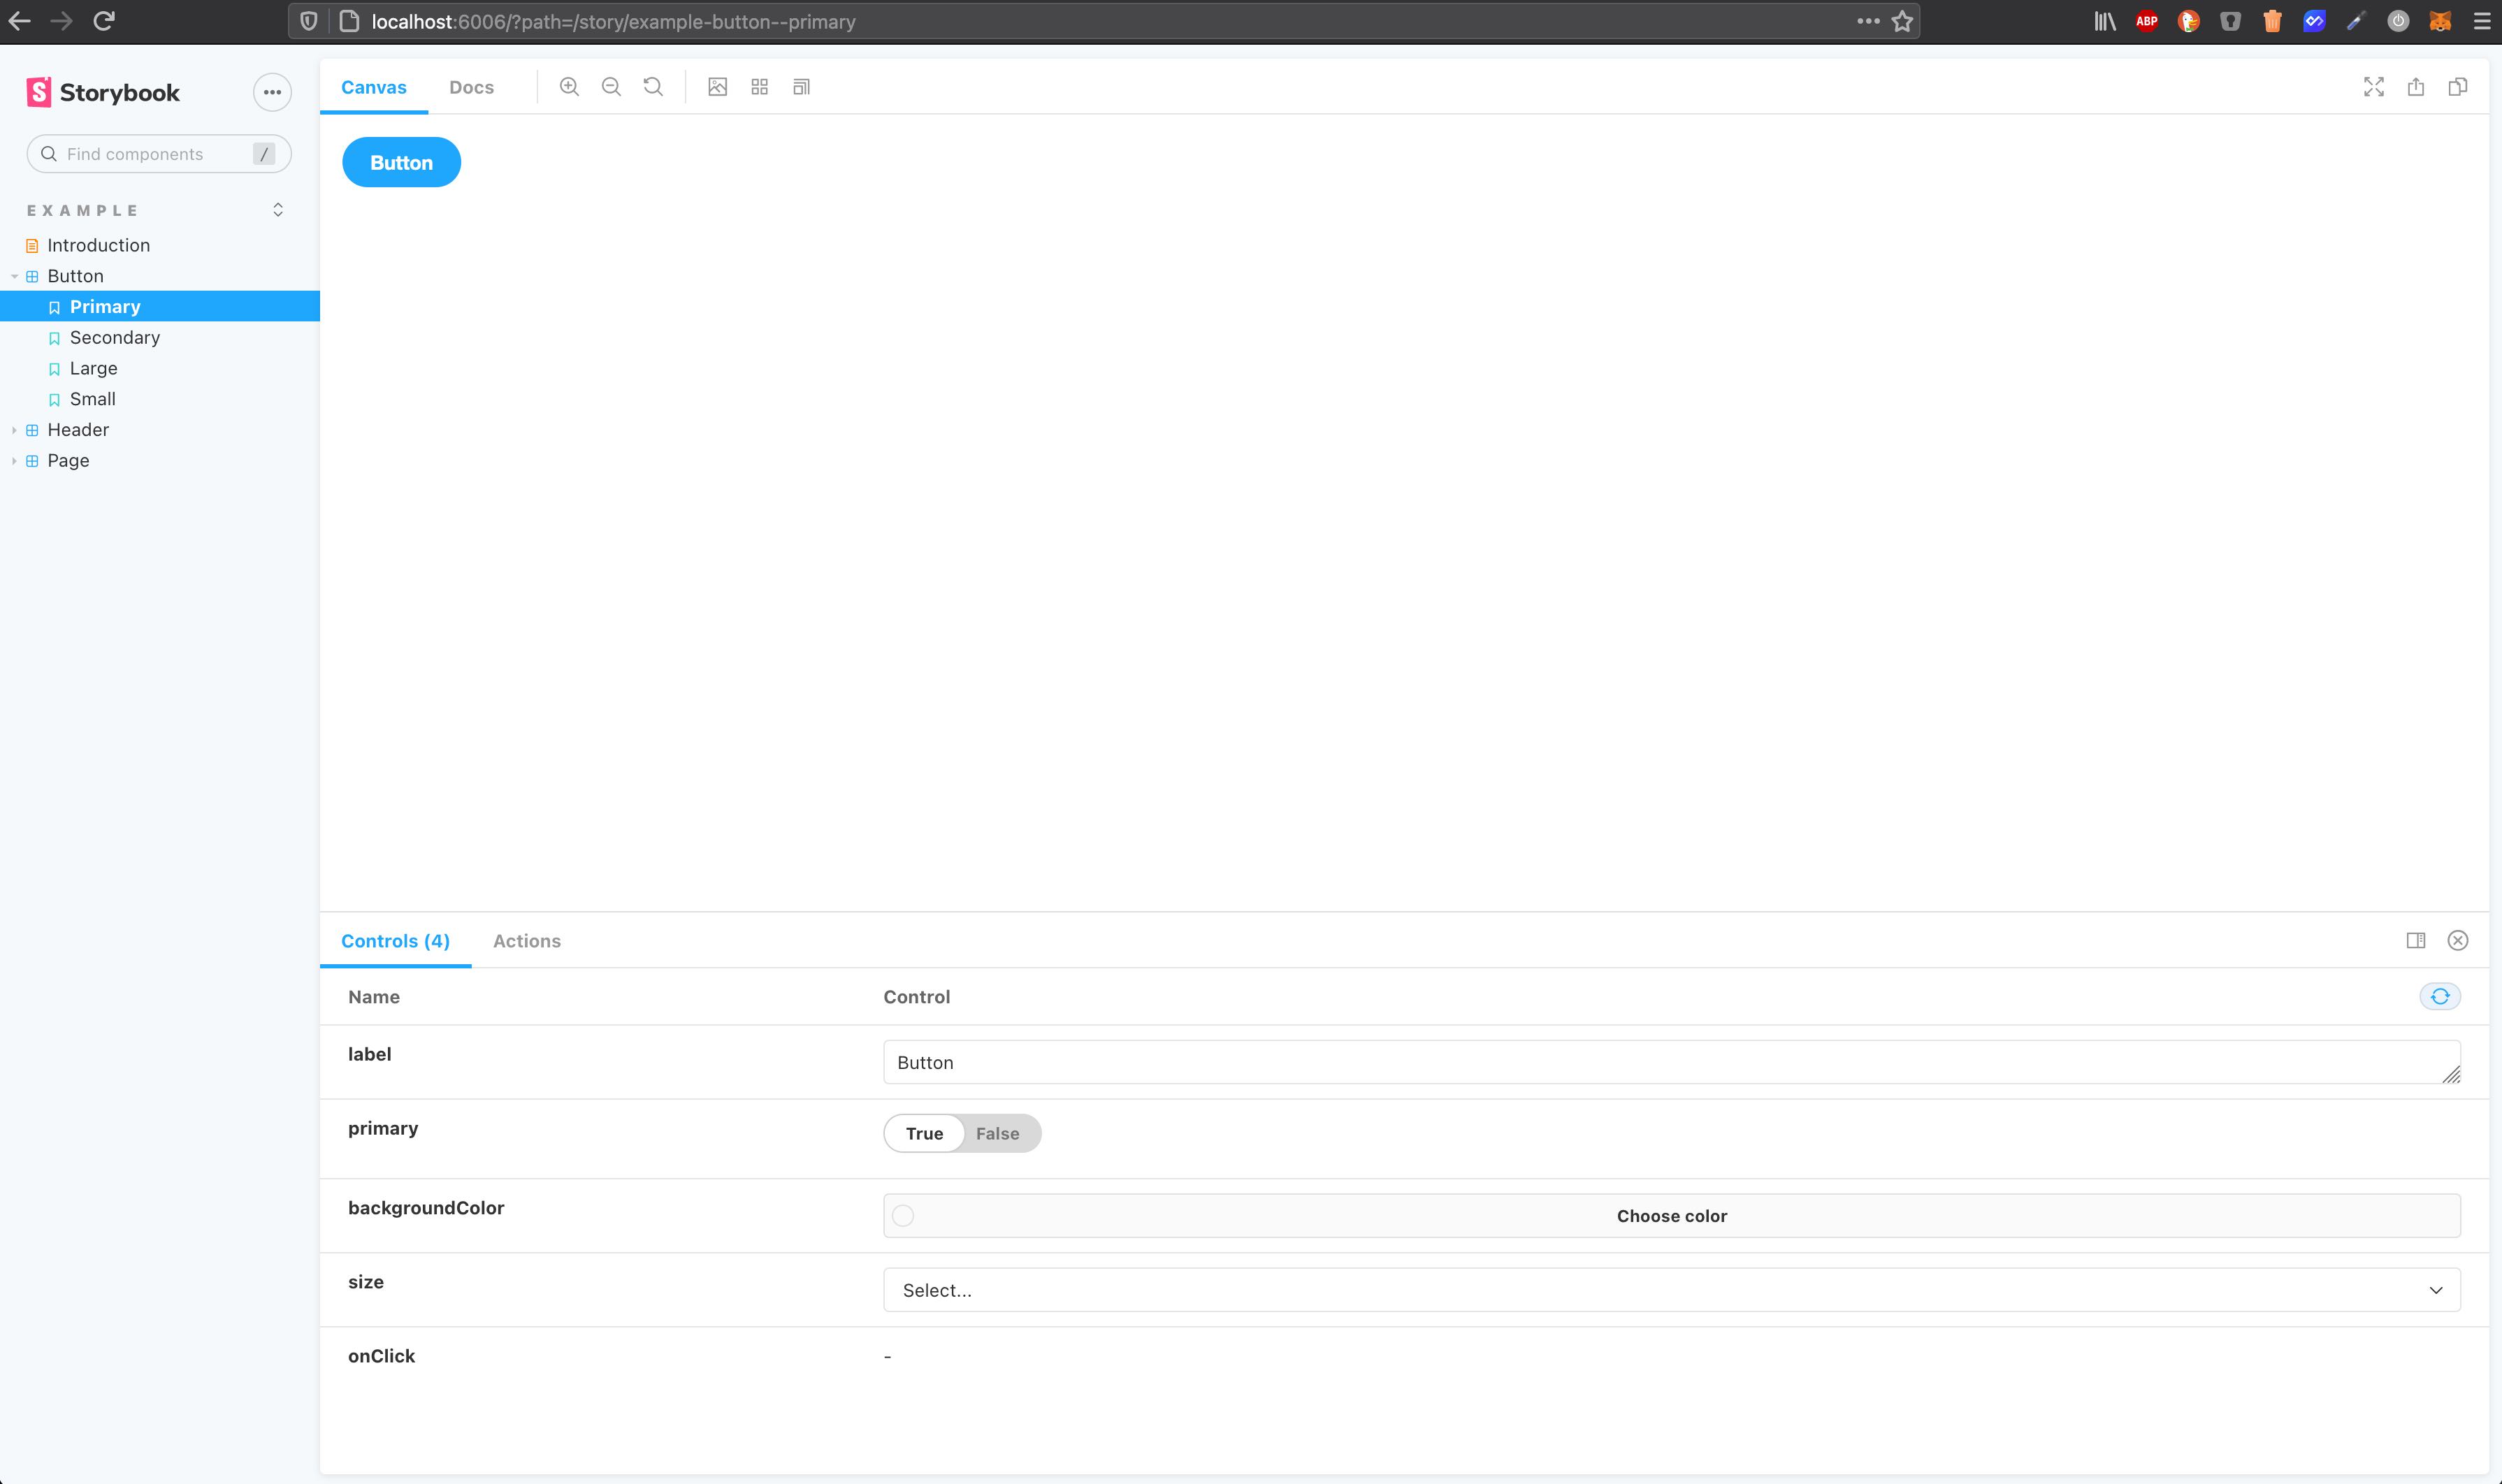 localhost:6006/?path=/story/example-button--primary
ABP
S Storybook
Find components /
EXAMPLE
Introduction
Button
Primary
Secondary
Large
Small
Header
Page
Canvas Docs
Button
Controls (4) Actions
Name Control
label Button
primary True False
backgroundColor Choose color
size Select...
onClick -